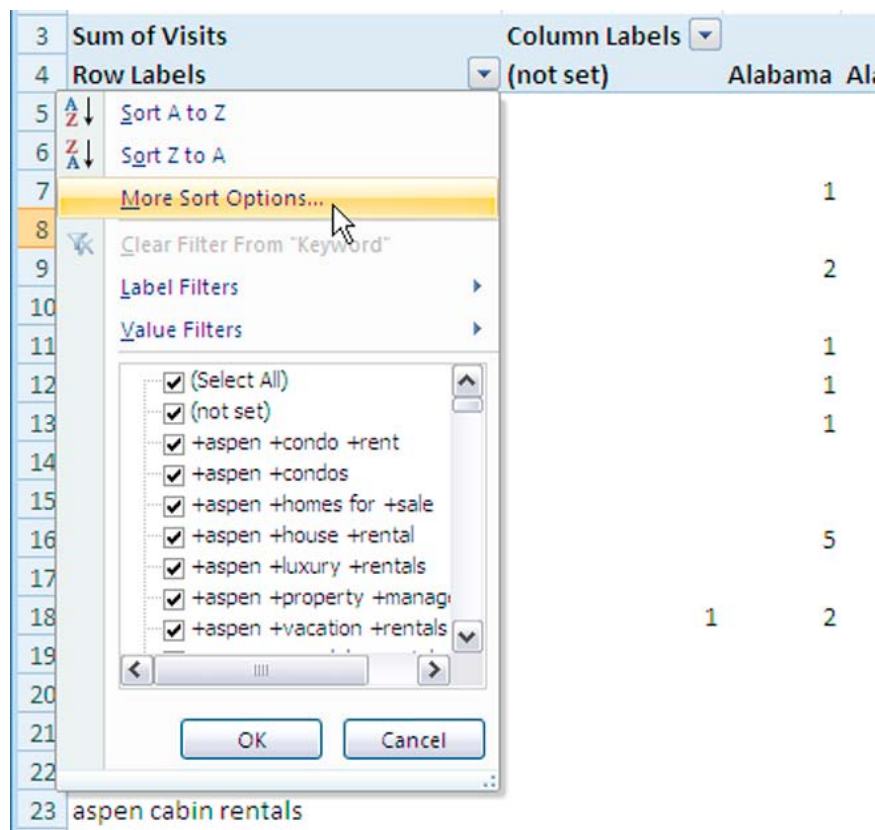 3 Sum of Visits Column Labels
4 Row Labels (not set) Alabama Ala
5 Sort A to Z
6 Sort Z to A
7 More Sort Options... 1
8 Clear Filter From "Keyword"
9 Label Filters 2
10 Value Filters
11 1
12 (Select All) 1
(not set)
13 +aspen +condo +rent 1
14 +aspen +condos
15 +aspen +homes for +sale
16 +aspen +house +rental 5
17 +aspen +luxury +rentals
18 +aspen +property +manag 1 2
+aspen +vacation +rentals
19
20
21 OK Cancel
22
23 aspen cabin rentals